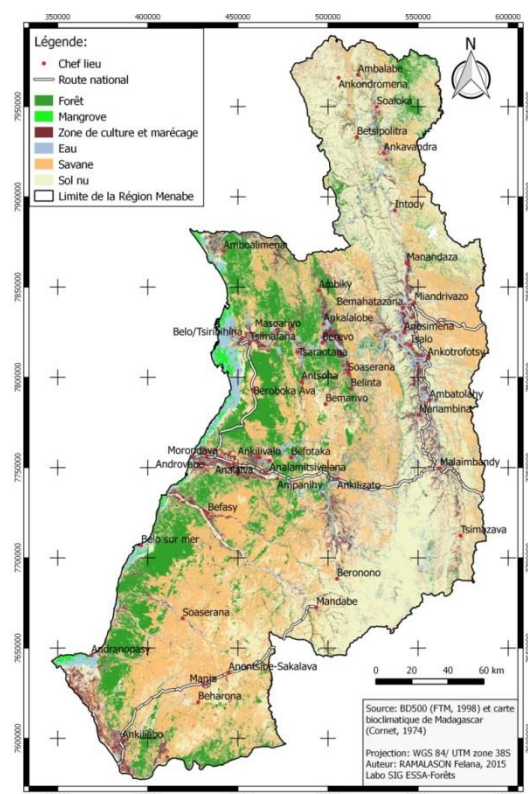 350000 400000 450000 500000 550000
Légende:
Chef lieu
Route national
Forêt
Mangrove
Zone de culture et marécage
Eau
Savane
Sol nu
Limite de la Région Menabe
N
7950000
7900000
7850000
7800000
7750000
7700000
7650000
7600000
Ambalabe
Ankondromena
Soaloka
Betsipolitra
Ankavandra
Intody
Amboalimena
Manandaza
Ambiky
Bemahatazana
Miandrivazo
Masoarivo
Ankalalobe
Anosimena
Belo/Tsiribihina
Tsimafana
Berevo
Isalo
Tsaraotana
Ankotrofotsy
Soaserana
Antsoha
Belinta
Beroboka Ava
Ambatolahy
Bemarivo
Manambina
Morondava
Ankilivalo
Befotaka
Androvabe
Analaiva
Analamitsivalana
Malaimbandy
Ampanihy
Ankilizato
Befasy
Tsimazava
Belo sur mer
Beronono
Mandabe
Soaserana
Andranopasy
Anontsibe-Sakalava
Manja
Beharona
Ankiliabo
0 20 40 60 km
Source: BD500 (FTM, 1998) et carte
bioclimatique de Madagascar
(Cornet, 1974)
Projection: WGS 84/ UTM zone 38S
Auteur: RAMALASON Felana, 2015
Labo SIG ESSA-Forêts